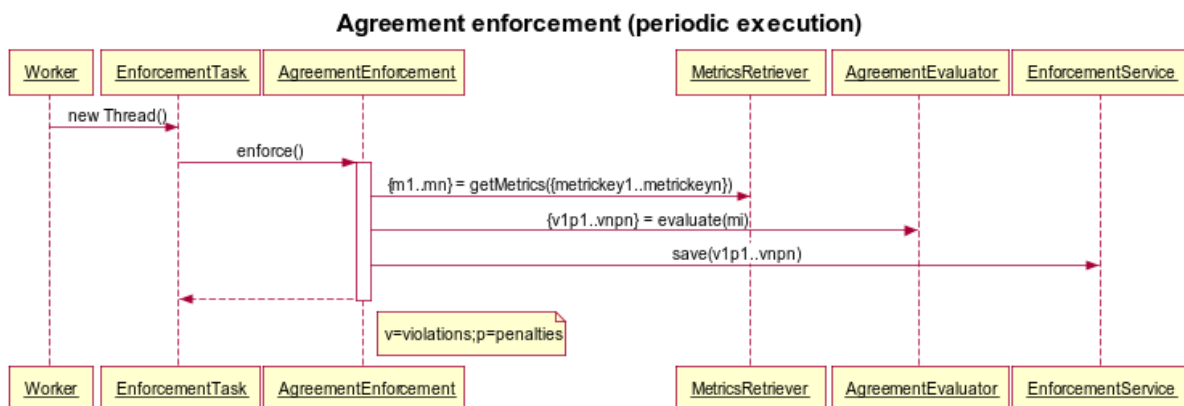 Agreement enforcement (periodic execution)
Worker EnforcementTask AgreementEnforcement MetricsRetriever AgreementEvaluator EnforcementService
new Thread()
enforce()
{m1..mn} = getMetrics({metrickey1..metrickeyn})
{v1p1..vnpn} = evaluate(mi)
save(v1p1..vnpn)
v=violations;p=penalties
Worker EnforcementTask AgreementEnforcement MetricsRetriever AgreementEvaluator EnforcementService